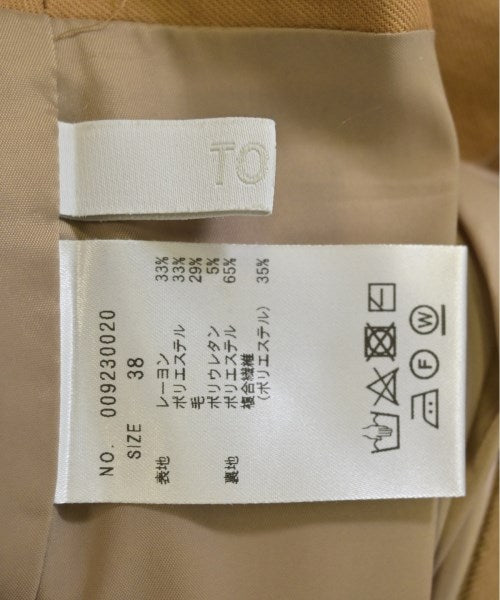 TO
NO. 009230020
SIZE 38
表地 レーヨン 33%
ポリエステル 33%
毛 29%
ポリウレタン 5%
裏地 ポリエステル 65%
複合繊維 35%
(ポリエステル)
F
W